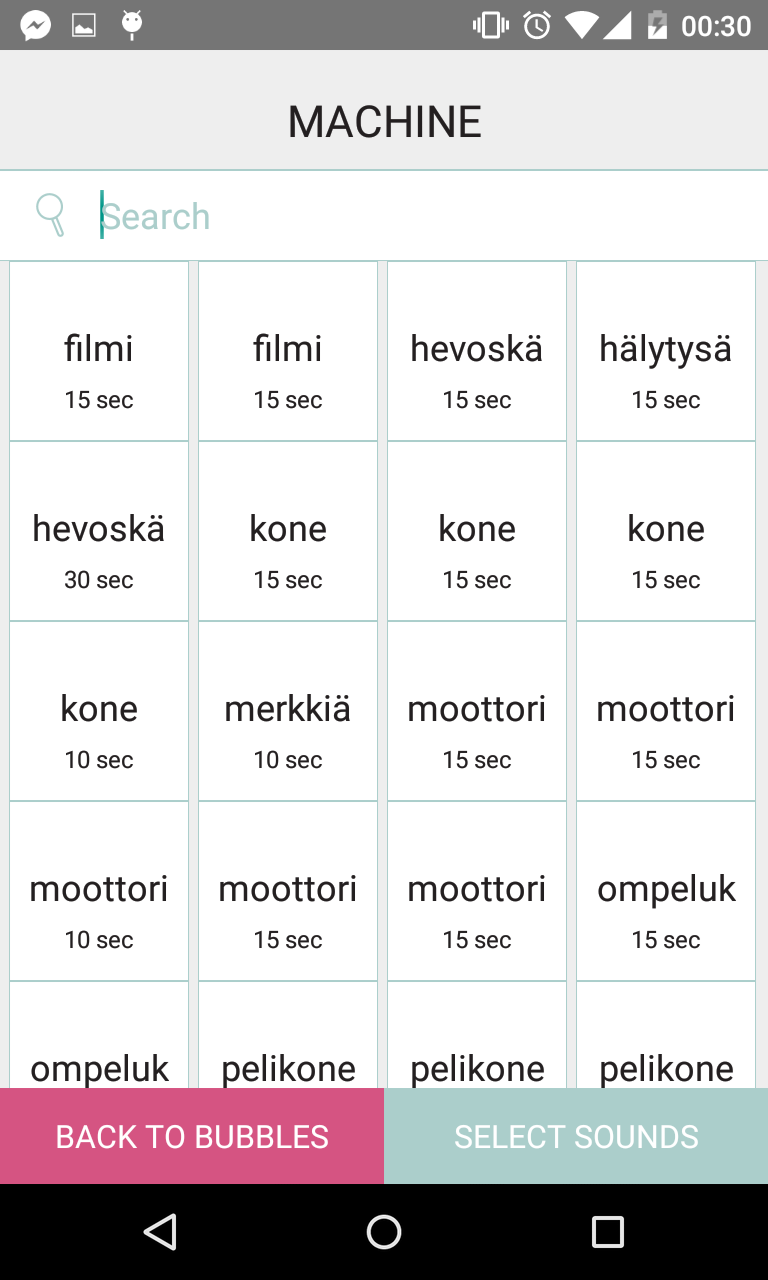 00:30
MACHINE
Search
filmi filmi hevoskä hälytysä
15 sec 15 sec 15 sec 15 sec
hevoskä kone kone kone
30 sec 15 sec 15 sec 15 sec
kone merkkiä moottori moottori
10 sec 10 sec 15 sec 15 sec
moottori moottori moottori ompeluk
10 sec 15 sec 15 sec 15 sec
ompeluk pelikone pelikone pelikone
BACK TO BUBBLES SELECT SOUNDS